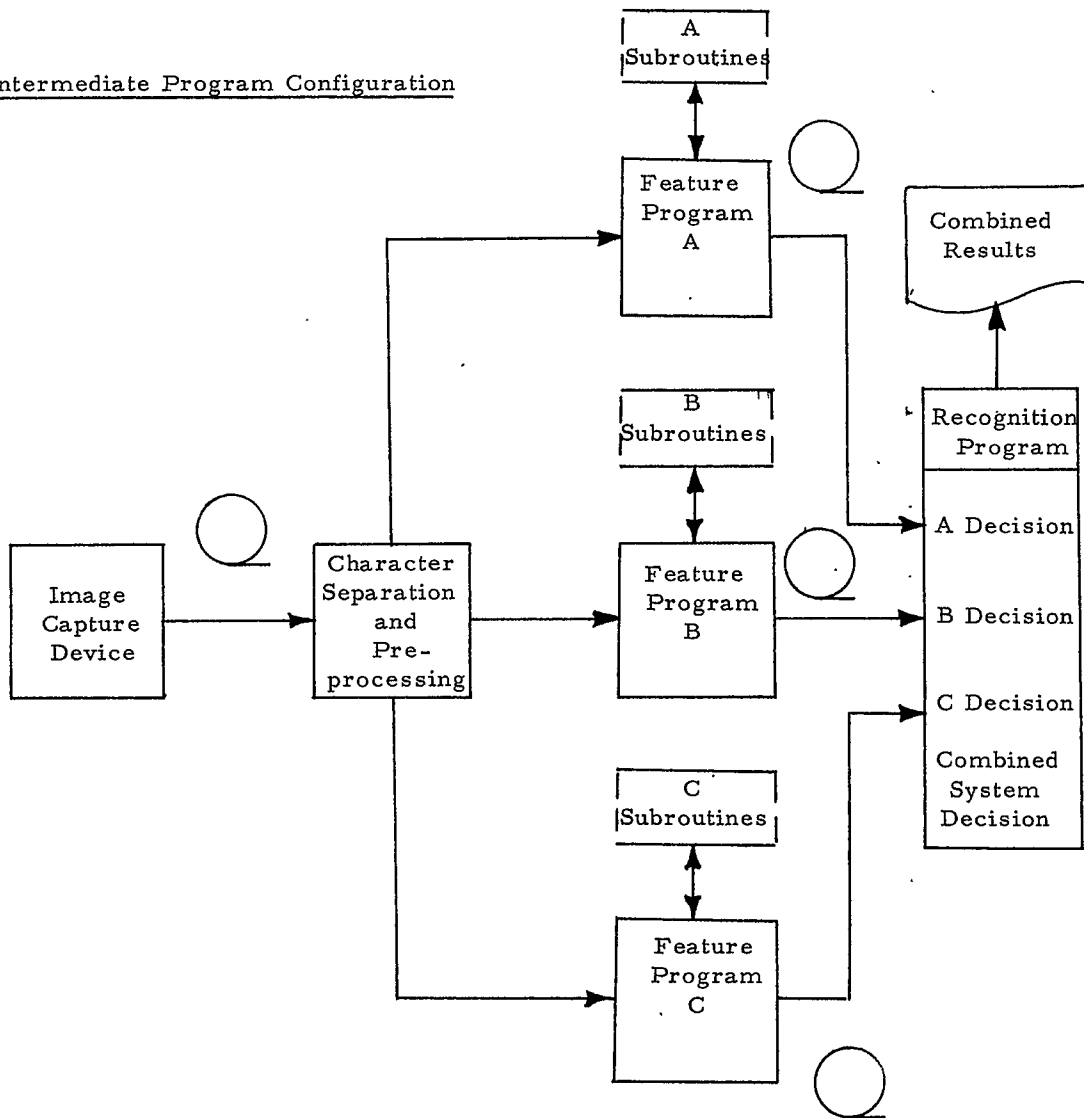 ntermediate Program Configuration
A
Subroutines
Feature
Program
A
Combined
Results
B
Subroutines
Recognition
Program
A Decision
B Decision
C Decision
Combined
System
Decision
Image
Capture
Device
Character
Separation
and
Pre-
processing
Feature
Program
B
C
Subroutines
Feature
Program
C